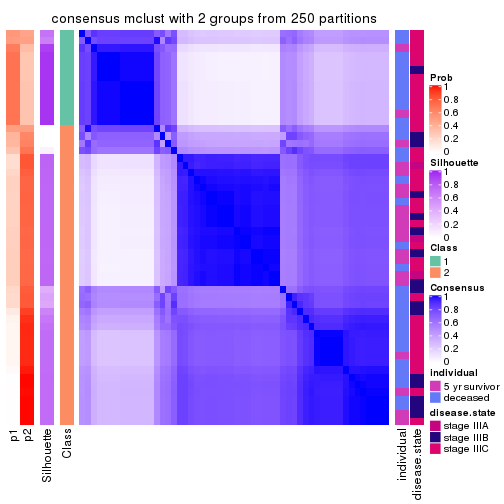 consensus mclust with 2 groups from 250 partitions
Prob
1
0.8
0.6
0.4
0.2
0
Silhouette
1
0.8
0.6
0.4
0.2
0
Class
1
2
Consensus
1
0.8
0.6
0.4
0.2
0
individual
5 yr survivor
deceased
disease.state
stage IIIA
stage IIIB
stage IIIC
p1
p2
Silhouette
Class
individual
disease.state